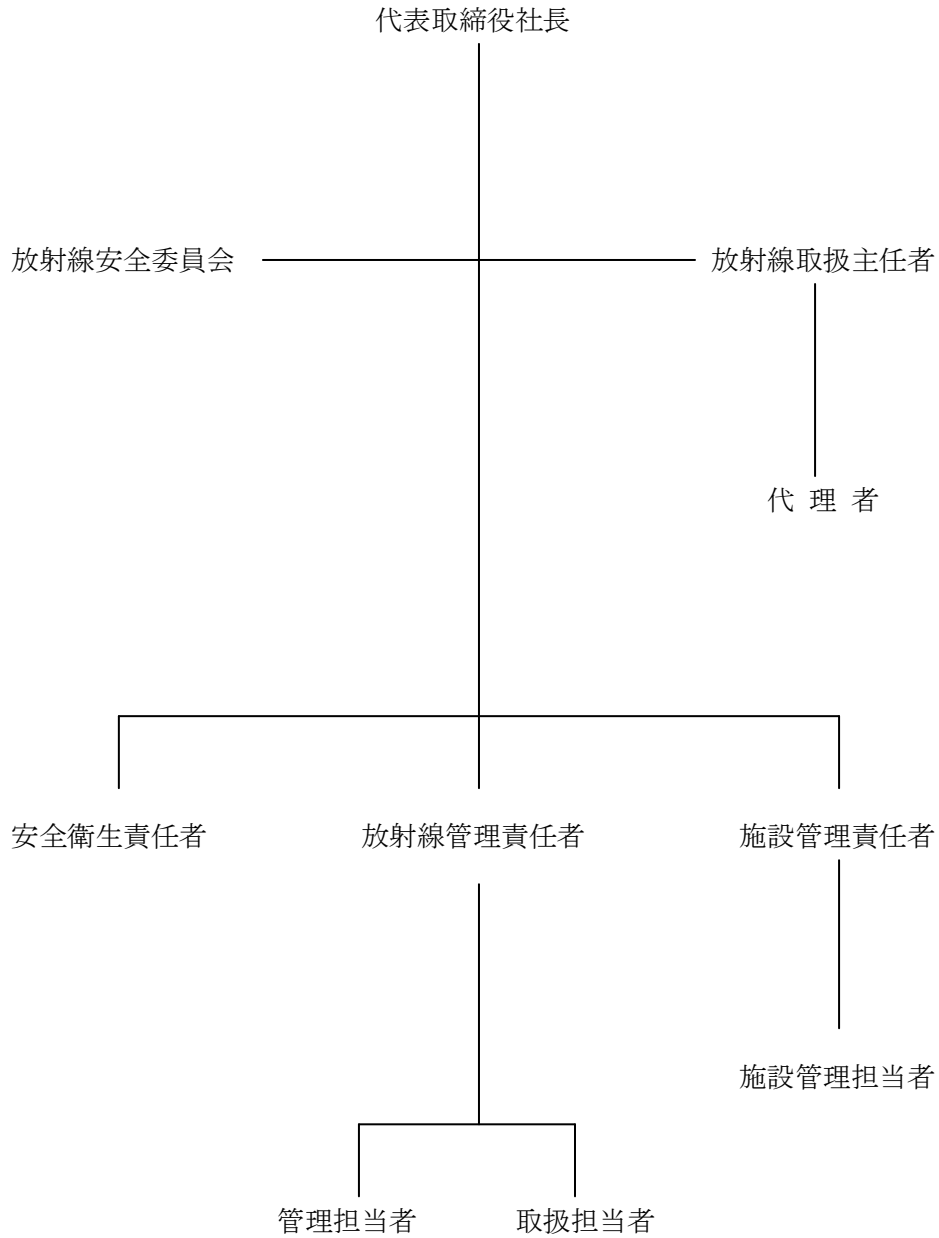 代表取締役社長
放射線安全委員会
放射線取扱主任者
代 理 者
安全衛生責任者
放射線管理責任者
施設管理責任者
施設管理担当者
管理担当者
取扱担当者